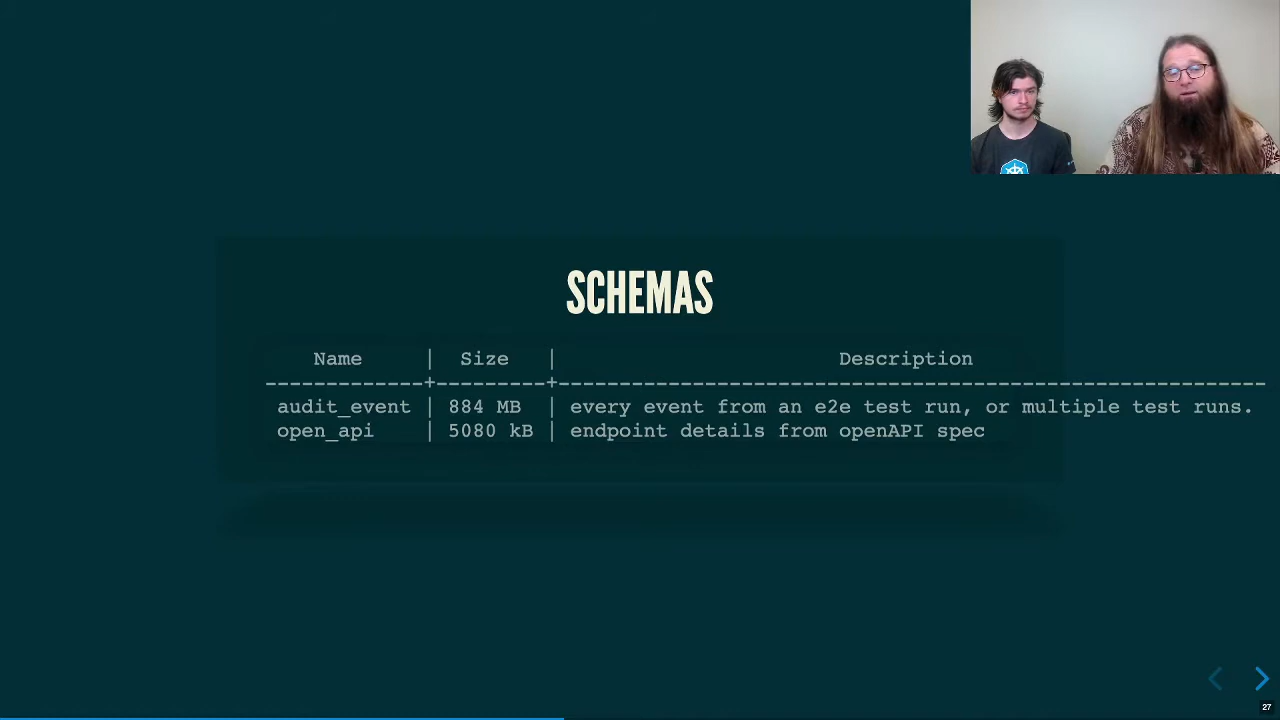 SCHEMAS
Name | Size | Description
-------------+---------+----------------------------------------------------------
audit_event | 884 MB | every event from an e2e test run, or multiple test runs.
open_api | 5080 kB | endpoint details from openAPI spec
27